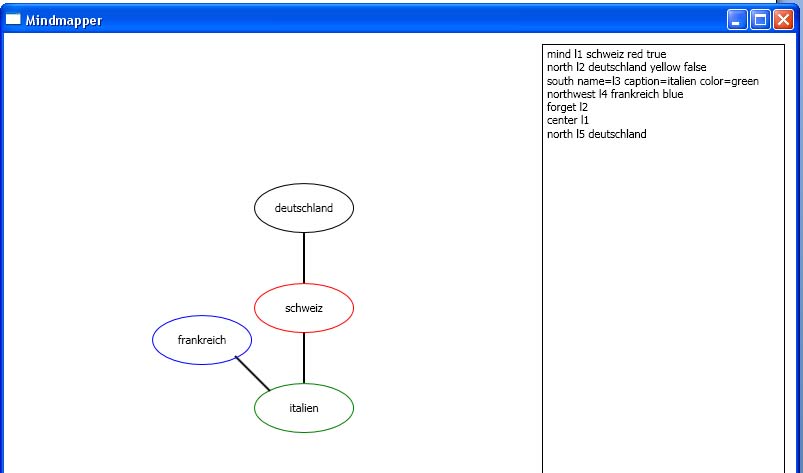 Mindmapper
mind l1 schweiz red true
north l2 deutschland yellow false
south name=l3 caption=italien color=green
northwest l4 frankreich blue
forget l2
center l1
north l5 deutschland
deutschland
schweiz
frankreich
italien